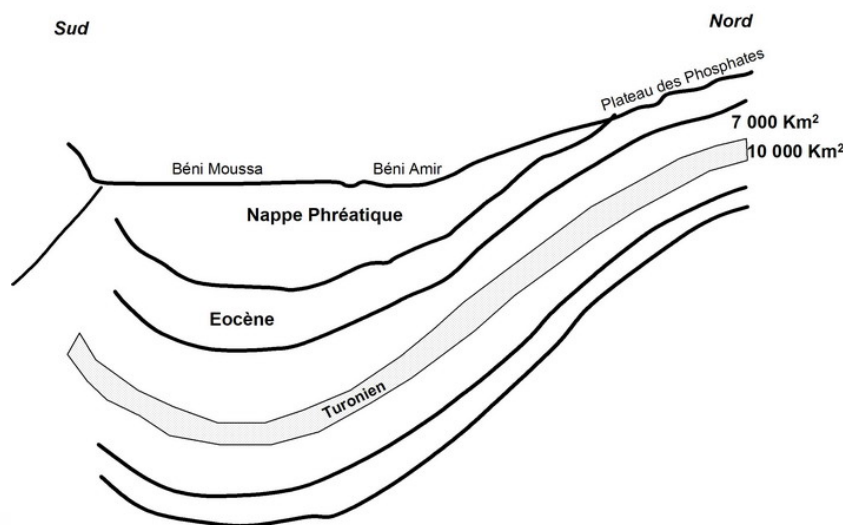 Sud
Nord
Plateau des Phosphates
7 000 Km²
10 000 Km²
Béni Moussa
Béni Amir
Nappe Phréatique
Eocène
Turonien